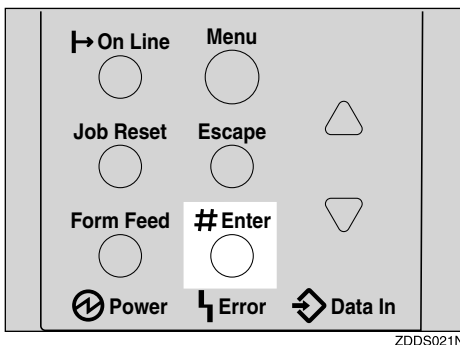 On Line Menu
Job Reset Escape
Form Feed # Enter
Power Error Data In
ZDDS021N